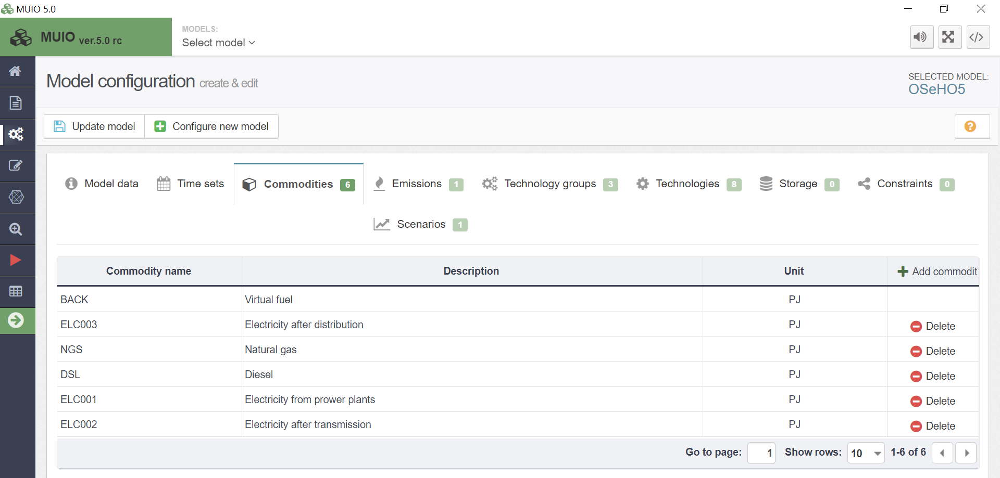 MUIO 5.0
MUIO ver.5.0 rc
MODELS:
Select model
Model configuration create & edit
SELECTED MODEL:
OSeHO5
Update model
Configure new model
Model data
Time sets
Commodities 6
Emissions 1
Technology groups 3
Technologies 8
Storage 0
Constraints 0
Scenarios 1
Commodity name Description Unit Add commodit
BACK Virtual fuel PJ
ELC003 Electricity after distribution PJ Delete
NGS Natural gas PJ Delete
DSL Diesel PJ Delete
ELC001 Electricity from prower plants PJ Delete
ELC002 Electricity after transmission PJ Delete
Go to page: 1 Show rows: 10 1-6 of 6